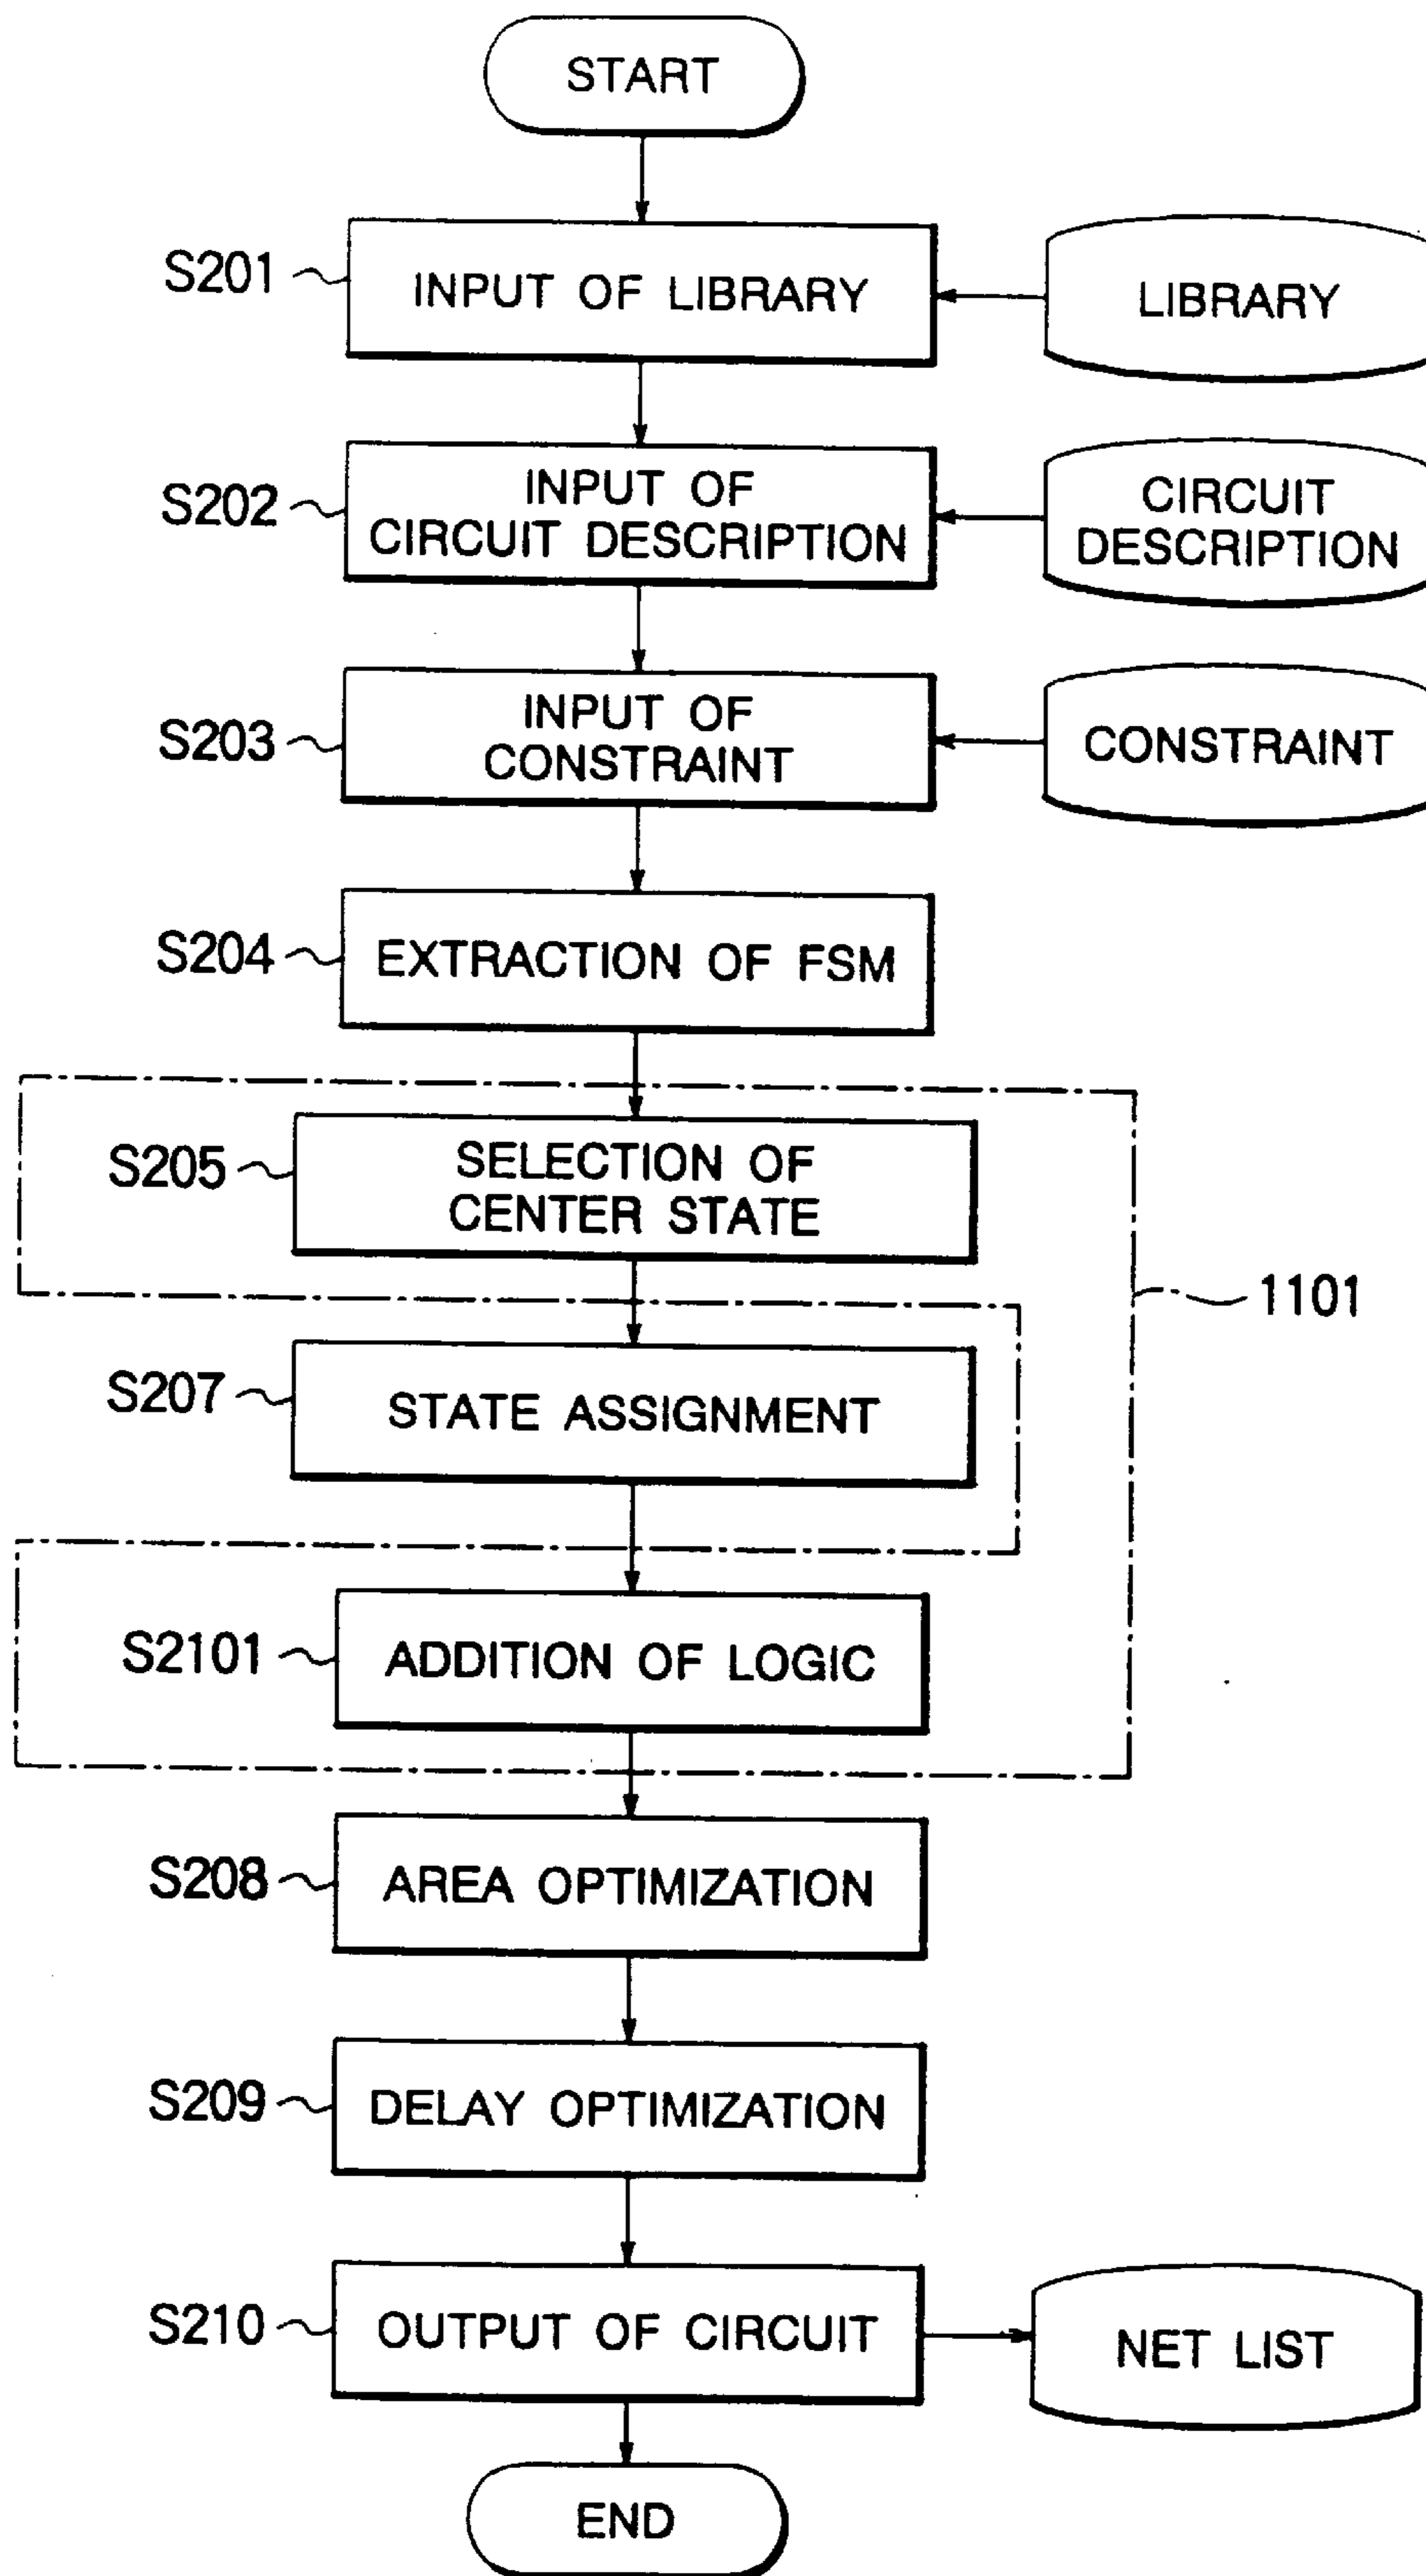 START
S201
INPUT OF LIBRARY
LIBRARY
S202
INPUT OF
CIRCUIT DESCRIPTION
CIRCUIT
DESCRIPTION
S203
INPUT OF
CONSTRAINT
CONSTRAINT
S204
EXTRACTION OF FSM
S205
SELECTION OF
CENTER STATE
1101
S207
STATE ASSIGNMENT
S2101
ADDITION OF LOGIC
S208
AREA OPTIMIZATION
S209
DELAY OPTIMIZATION
S210
OUTPUT OF CIRCUIT
NET LIST
END